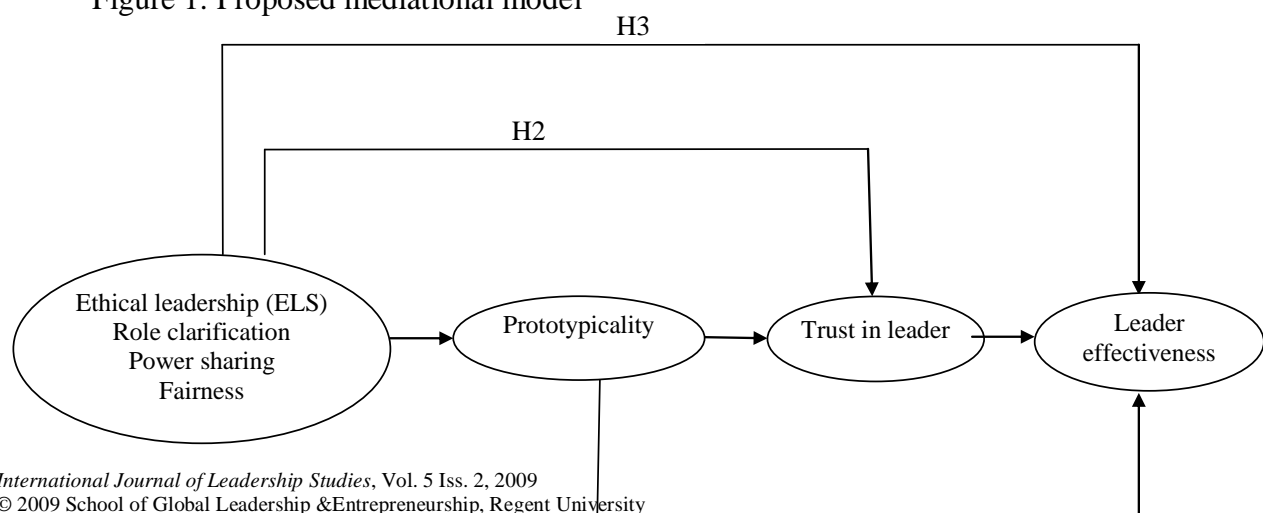 Figure 1. Proposed mediational model
H3
H2
Ethical leadership (ELS)
Role clarification
Power sharing
Fairness
Prototypicality
Trust in leader
Leader
effectiveness
International Journal of Leadership Studies, Vol. 5 Iss. 2, 2009
© 2009 School of Global Leadership &Entrepreneurship, Regent University